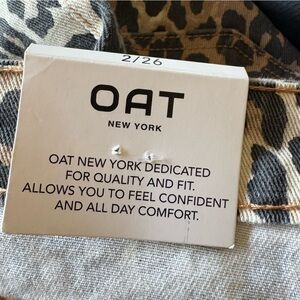 2/26
OAT
NEW YORK
OAT NEW YORK DEDICATED
FOR QUALITY AND FIT.
ALLOWS YOU TO FEEL CONFIDENT
AND ALL DAY COMFORT.